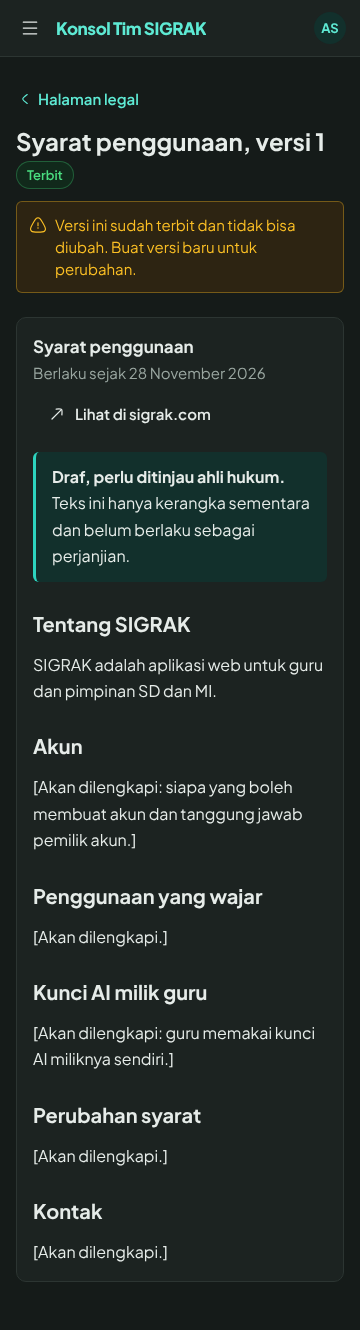 Konsol Tim SIGRAK
AS
Halaman legal
Syarat penggunaan, versi 1
Terbit
Versi ini sudah terbit dan tidak bisa
diubah. Buat versi baru untuk
perubahan.
Syarat penggunaan
Berlaku sejak 28 November 2026
Lihat di sigrak.com
Draf, perlu ditinjau ahli hukum.
Teks ini hanya kerangka sementara
dan belum berlaku sebagai
perjanjian.
Tentang SIGRAK
SIGRAK adalah aplikasi web untuk guru
dan pimpinan SD dan MI.
Akun
[Akan dilengkapi: siapa yang boleh
membuat akun dan tanggung jawab
pemilik akun.]
Penggunaan yang wajar
[Akan dilengkapi.]
Kunci AI milik guru
[Akan dilengkapi: guru memakai kunci
AI miliknya sendiri.]
Perubahan syarat
[Akan dilengkapi.]
Kontak
[Akan dilengkapi.]